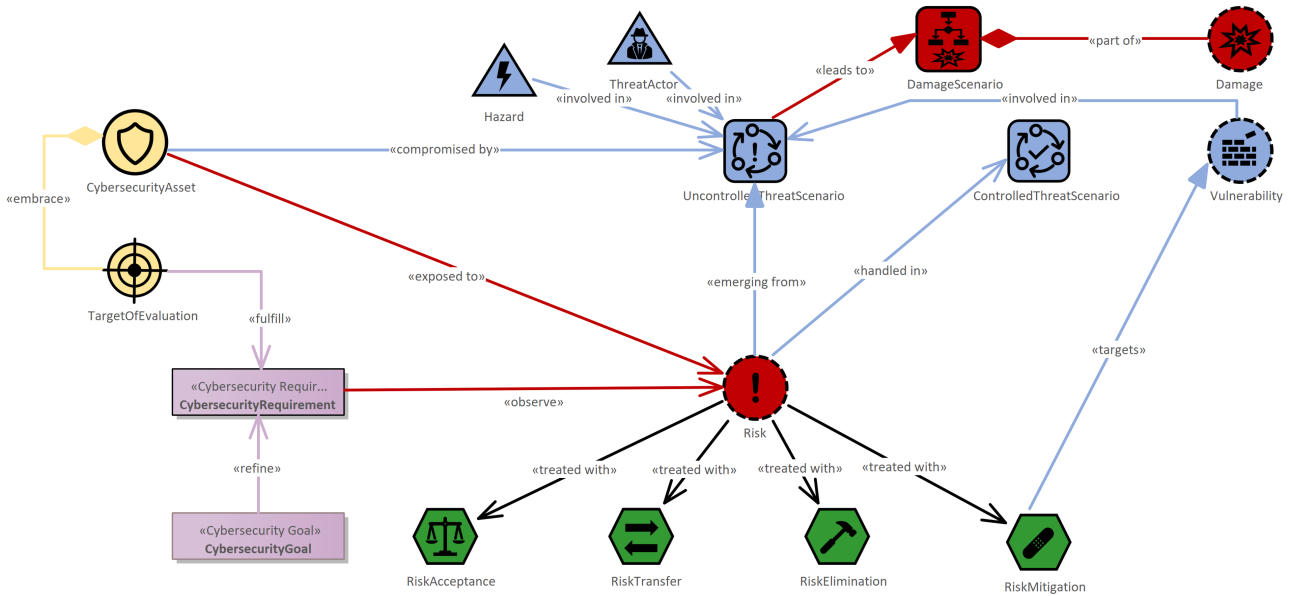 «leads to»
«part of»
ThreatActor
DamageScenario
Damage
«involved in»
«involved in»
«involved in»
Hazard
«compromised by»
CybersecurityAsset
UncontrolledThreatScenario
ControlledThreatScenario
Vulnerability
«embrace»
«exposed to»
«emerging from»
«handled in»
TargetOfEvaluation
«fulfill»
«targets»
«Cybersecurity Requir...
CybersecurityRequirement
«observe»
Risk
«refine»
«treated with»
«treated with»
«treated with»
«treated with»
«Cybersecurity Goal»
CybersecurityGoal
RiskAcceptance
RiskTransfer
RiskElimination
RiskMitigation